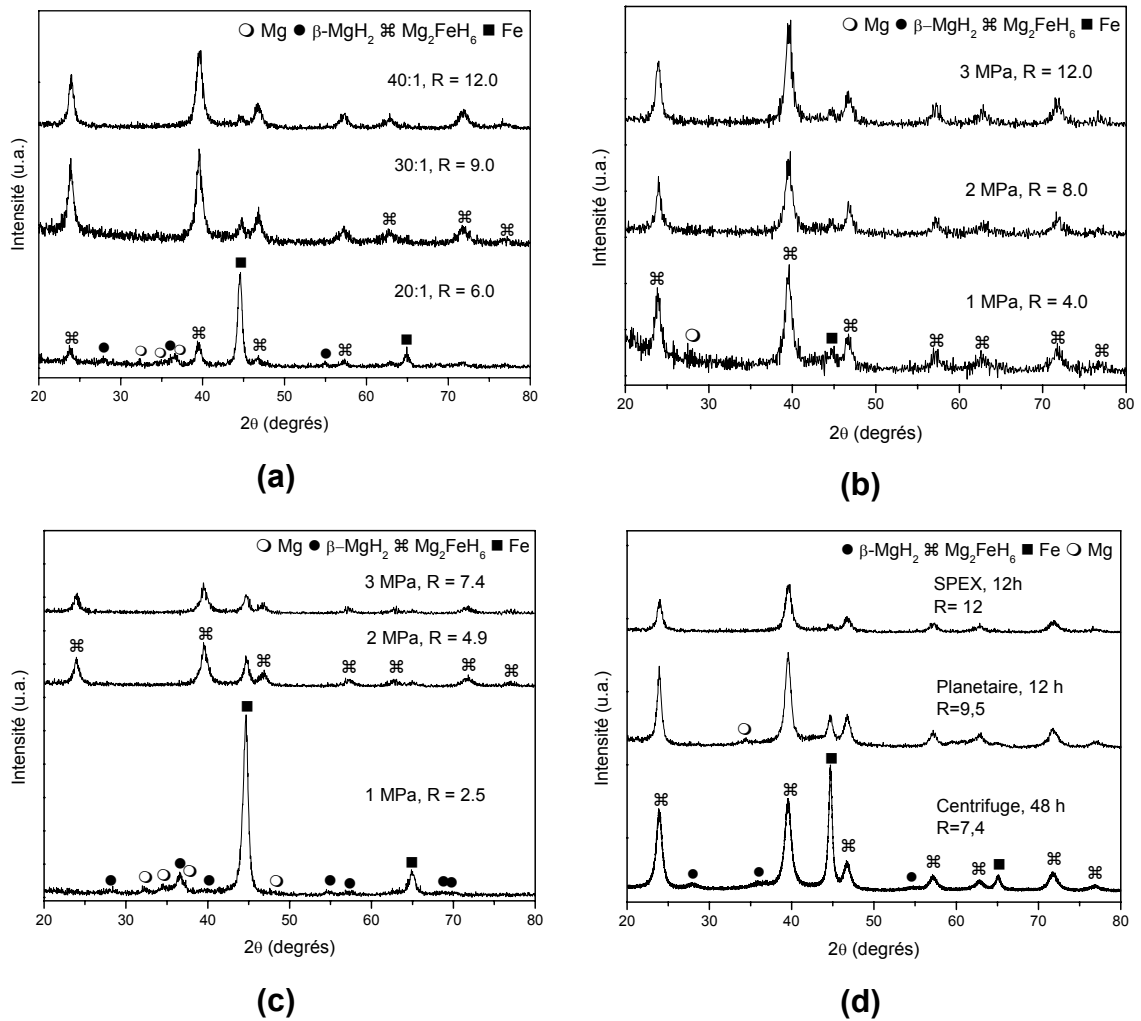 ○ Mg ● β-MgH₂ ⌘ Mg₂FeH₆ ■ Fe
40:1, R = 12.0
30:1, R = 9.0
⌘ ⌘ ⌘
■
20:1, R = 6.0
⌘ ● ○ ○ ● ○ ⌘ ⌘ ● ⌘ ■
Intensité (u.a.)
20 30 40 50 60 70 80
2θ (degrés)
(a)
○ Mg ● β–MgH₂ ⌘ Mg₂FeH₆ ■ Fe
3 MPa, R = 12.0
2 MPa, R = 8.0
⌘
1 MPa, R = 4.0
⌘ ○ ■ ⌘ ⌘ ⌘ ⌘ ⌘
Intensité (u.a.)
20 30 40 50 60 70 80
2θ (degrés)
(b)
○ Mg ● β–MgH₂ ⌘ Mg₂FeH₆ ■ Fe
3 MPa, R = 7.4
2 MPa, R = 4.9
⌘ ⌘ ⌘ ⌘ ⌘ ⌘ ⌘
■
1 MPa, R = 2.5
● ○ ○ ● ○ ● ○ ● ● ■ ● ●
Intensité (u.a.)
20 30 40 50 60 70 80
2θ (degrés)
(c)
● β-MgH₂ ⌘ Mg₂FeH₆ ■ Fe ○ Mg
SPEX, 12h
R= 12
Planetaire, 12 h
R=9,5
○
■
Centrifuge, 48 h
R=7,4
⌘ ● ● ⌘ ⌘ ● ⌘ ⌘ ■ ⌘ ⌘
Intensité (u.a.)
20 30 40 50 60 70 80
2θ (degrés)
(d)